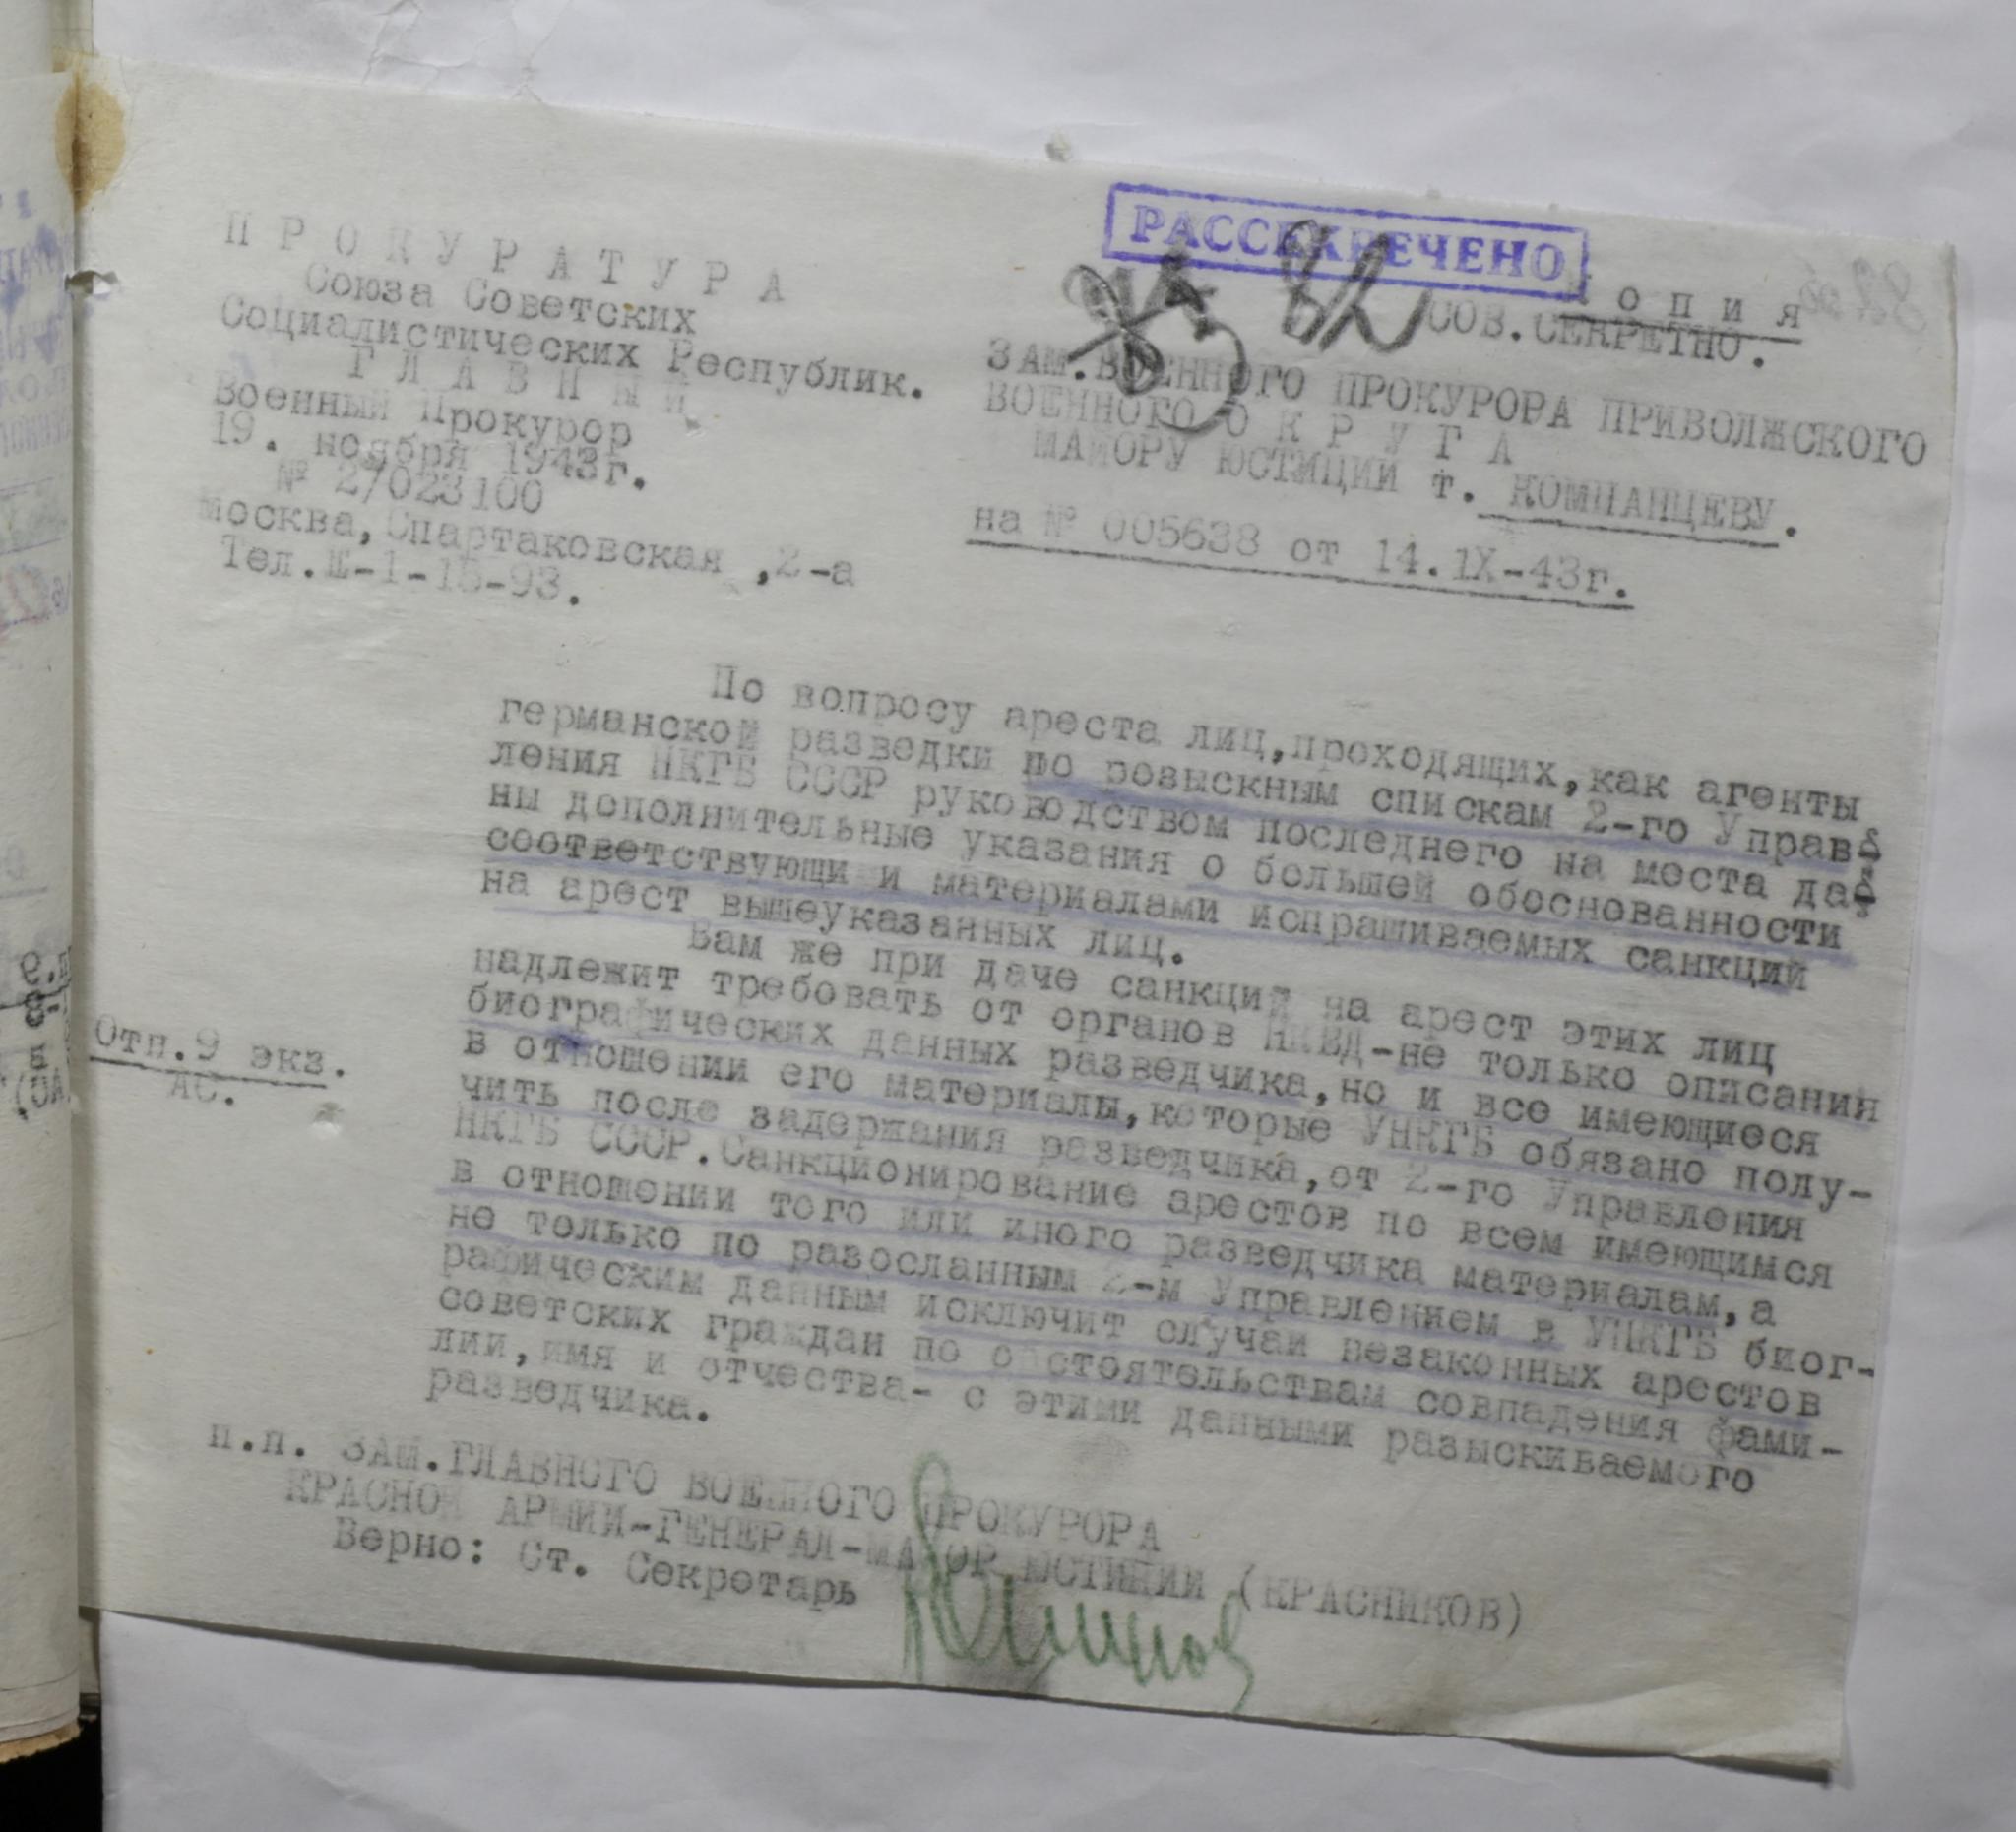 РАССЕКРЕЧЕНО
82
П Р О К У Р А Т У Р А
Союза Советских
Социалистических Республик.
Г Л А В Н Ы Й
Военный Прокурор
19. ноября 1943г.
№ 2/023100
Москва,Спартаковская ,2-а
Тел.Е-1-15-93.
К о п и я
СОВ.СЕКРЕТНО.
ЗАМ.ВОЕННОГО ПРОКУРОРА ПРИВОЛЖСКОГО
ВОЕННОГО О К Р У Г А
МАЙОРУ ЮСТИЦИИ т. КОМПАНЦЕВУ.
на № 005638 от 14.IX-43г.
По вопросу ареста лиц,проходящих,как агенты
германской разведки по розыскным спискам 2-го Управ-
ления НКГБ СССР руководством последнего на места да-
ны дополнительные указания о большей обоснованности
соответствующи и материалами испрашиваемых санкций
на арест вышеуказанных лиц.
Вам же при даче санкций на арест этих лиц
надлежит требовать от органов НКВД-не только описания
биографических данных разведчика,но и все имеющиеся
в отношении его материалы,которые УНКГБ обязано полу-
чить после задержания разведчика,от 2-го Управления
НКГБ СССР.Санкционирование арестов по всем имеющимся
в отношении того или иного разведчика материалам,а
не только по разосланным 2-м Управлением в УНКГБ биог-
рафическим данным исключит случаи незаконных арестов
советских граждан по обстоятельствам совпадения фами-
лии,имя и отчества- с этими данными разыскиваемого
разведчика.
Отп.9 экз.
АС.
п.п. ЗАМ.ГЛАВНОГО ВОЕННОГО ПРОКУРОРА
КРАСНОЙ АРМИИ-ГЕНЕРАЛ-МАЙОР ЮСТИЦИИ (КРАСНИКОВ)
Верно: Ст. Секретарь